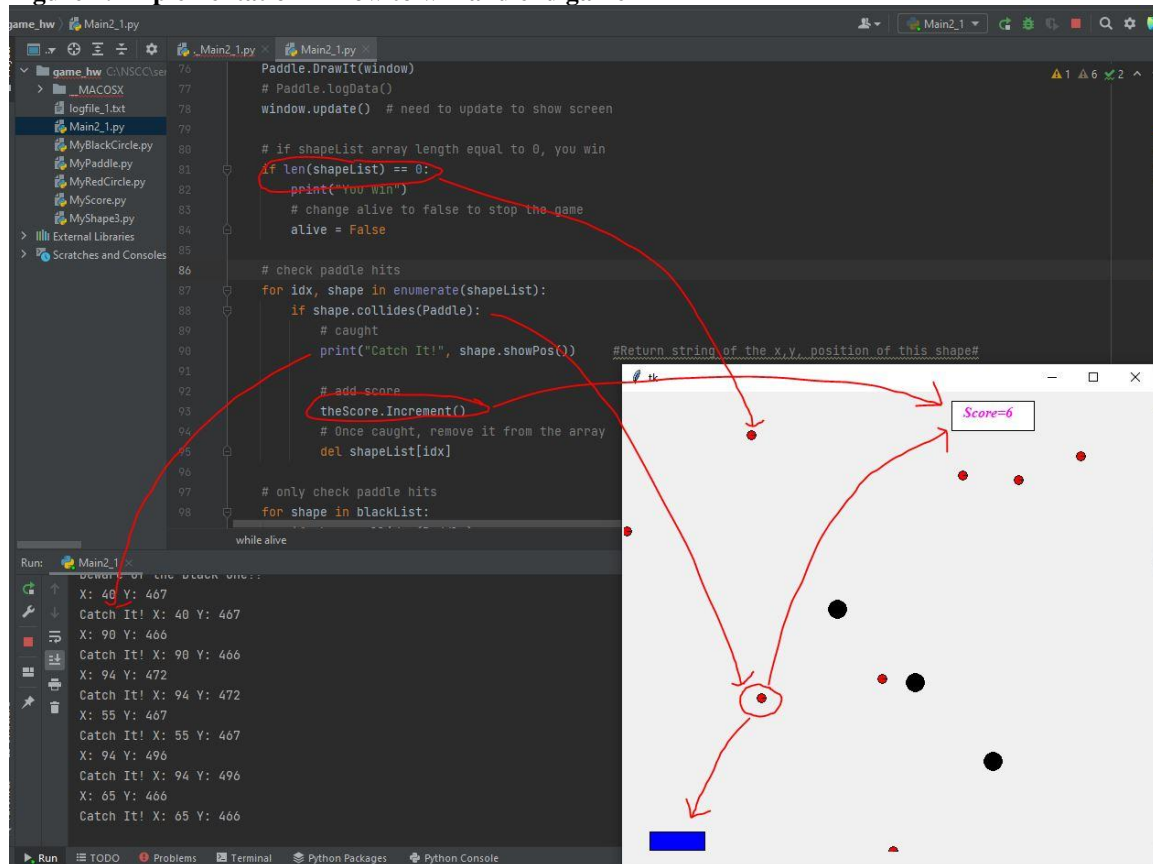 game_hw Main2_1.py
Main2_1
._Main2_1.py Main2_1.py
game_hw C:\NSCC\ser
__MACOSX
logfile_1.txt
Main2_1.py
MyBlackCircle.py
MyPaddle.py
MyRedCircle.py
MyScore.py
MyShape3.py
External Libraries
Scratches and Consoles
1 6 2
76 Paddle.DrawIt(window)
77 # Paddle.logData()
78 window.update() # need to update to show screen
79
80 # if shapeList array length equal to 0, you win
81 if len(shapeList) == 0:
82 print("You win")
83 # change alive to false to stop the game
84 alive = False
85
86 # check paddle hits
87 for idx, shape in enumerate(shapeList):
88 if shape.collides(Paddle):
89 # caught
90 print("Catch It!", shape.showPos()) #Return string of the x,y, position of this shape#
91
92 # add score
93 theScore.Increment()
94 # Once caught, remove it from the array
95 del shapeList[idx]
96
97 # only check paddle hits
98 for shape in blackList:
while alive
tk
Score=6
Run: Main2_1
Beware of the black one!!
X: 40 Y: 467
Catch It! X: 40 Y: 467
X: 90 Y: 466
Catch It! X: 90 Y: 466
X: 94 Y: 472
Catch It! X: 94 Y: 472
X: 55 Y: 467
Catch It! X: 55 Y: 467
X: 94 Y: 496
Catch It! X: 94 Y: 496
X: 65 Y: 466
Catch It! X: 65 Y: 466
Run TODO Problems Terminal Python Packages Python Console